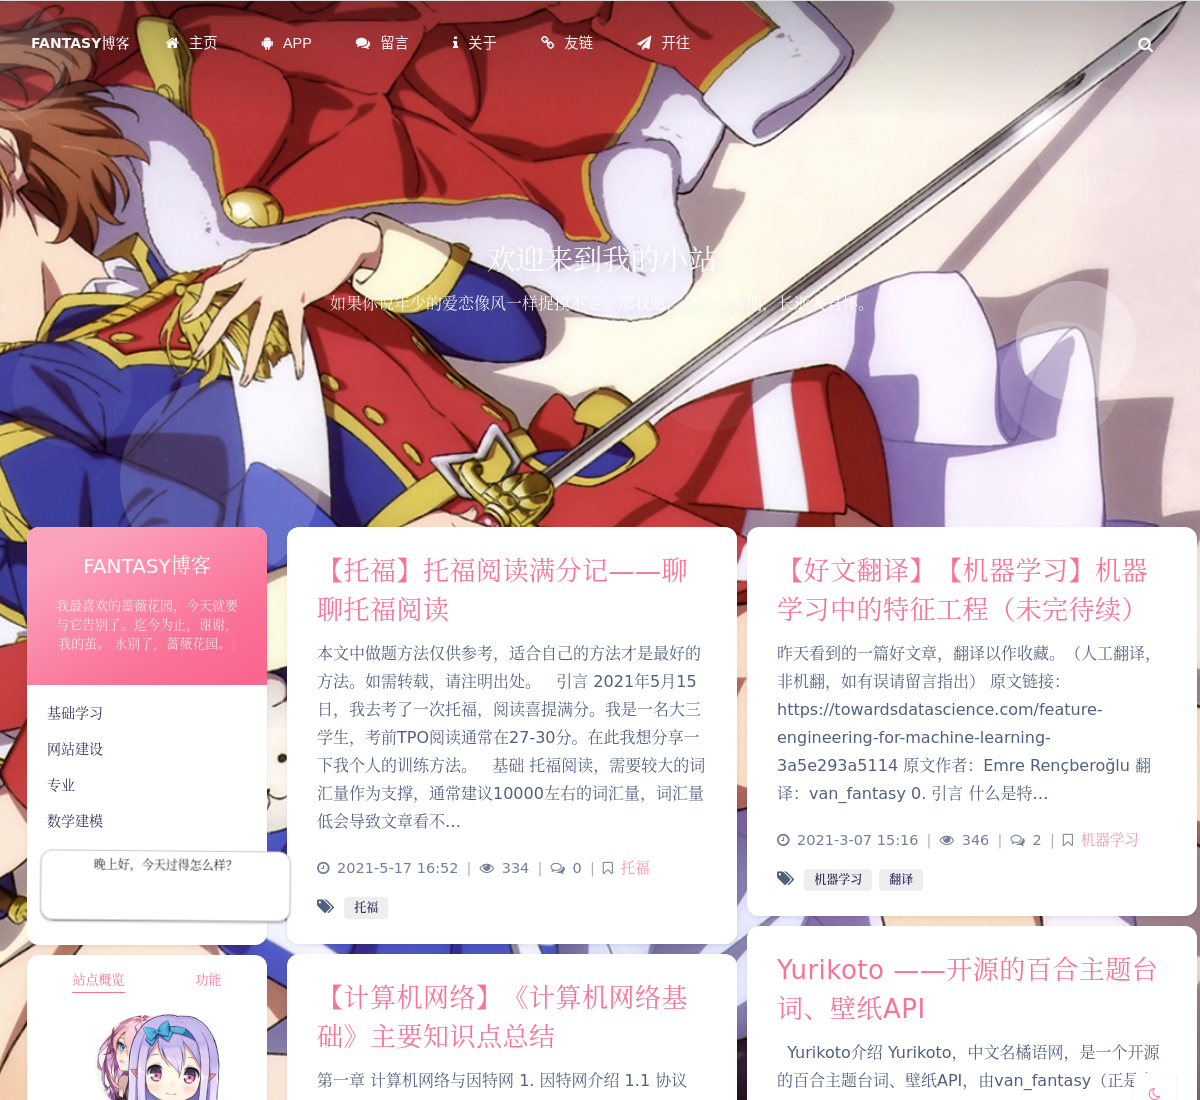 FANTASY博客
主页
APP
留言
关于
友链
开往
欢迎来到我的小站
如果你说年少的爱恋像风一样捉摸不定，那我愿
FANTASY博客
我最喜欢的蔷薇花园，今天就要
与它告别了。迄今为止，谢谢，
我的茧。 永别了，蔷薇花园。
基础学习
网站建设
专业
数学建模
晚上好，今天过得怎么样？
站点概览
功能
【托福】托福阅读满分记——聊
聊托福阅读
本文中做题方法仅供参考，适合自己的方法才是最好的
方法。如需转载，请注明出处。 引言 2021年5月15
日，我去考了一次托福，阅读喜提满分。我是一名大三
学生，考前TPO阅读通常在27-30分。在此我想分享一
下我个人的训练方法。 基础 托福阅读，需要较大的词
汇量作为支撑，通常建议10000左右的词汇量，词汇量
低会导致文章看不...
2021-5-17 16:52 | 334 | 0 | 托福
托福
【计算机网络】《计算机网络基
础》主要知识点总结
第一章 计算机网络与因特网 1. 因特网介绍 1.1 协议
【好文翻译】【机器学习】机器
学习中的特征工程（未完待续）
昨天看到的一篇好文章，翻译以作收藏。（人工翻译，
非机翻，如有误请留言指出） 原文链接：
https://towardsdatascience.com/feature-
engineering-for-machine-learning-
3a5e293a5114 原文作者：Emre Rençberoğlu 翻
译：van_fantasy 0. 引言 什么是特...
2021-3-07 15:16 | 346 | 2 | 机器学习
机器学习 翻译
Yurikoto ——开源的百合主题台
词、壁纸API
Yurikoto介绍 Yurikoto，中文名橘语网，是一个开源
的百合主题台词、壁纸API，由van_fantasy（正是